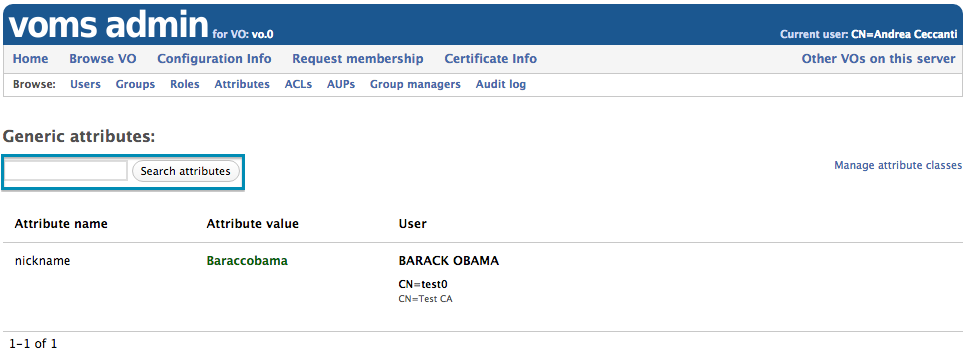 voms admin for VO: vo.0 Current user: CN=Andrea Ceccanti
Home Browse VO Configuration Info Request membership Certificate Info Other VOs on this server
Browse: Users Groups Roles Attributes ACLs AUPs Group managers Audit log
Generic attributes:
Search attributes Manage attribute classes
Attribute name Attribute value User
nickname Baraccobama BARACK OBAMA
CN=test0
CN=Test CA
1-1 of 1